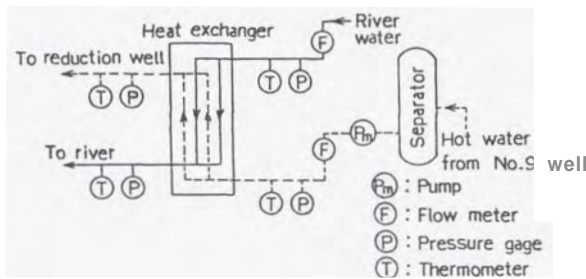 Heat exchanger
River
water
To reduction well
F
T P
T P
Separator
Pm
F
Hot water
from No.9 well
To river
T P
T P
Pm : Pump
F : Flow meter
P : Pressure gage
T : Thermometer